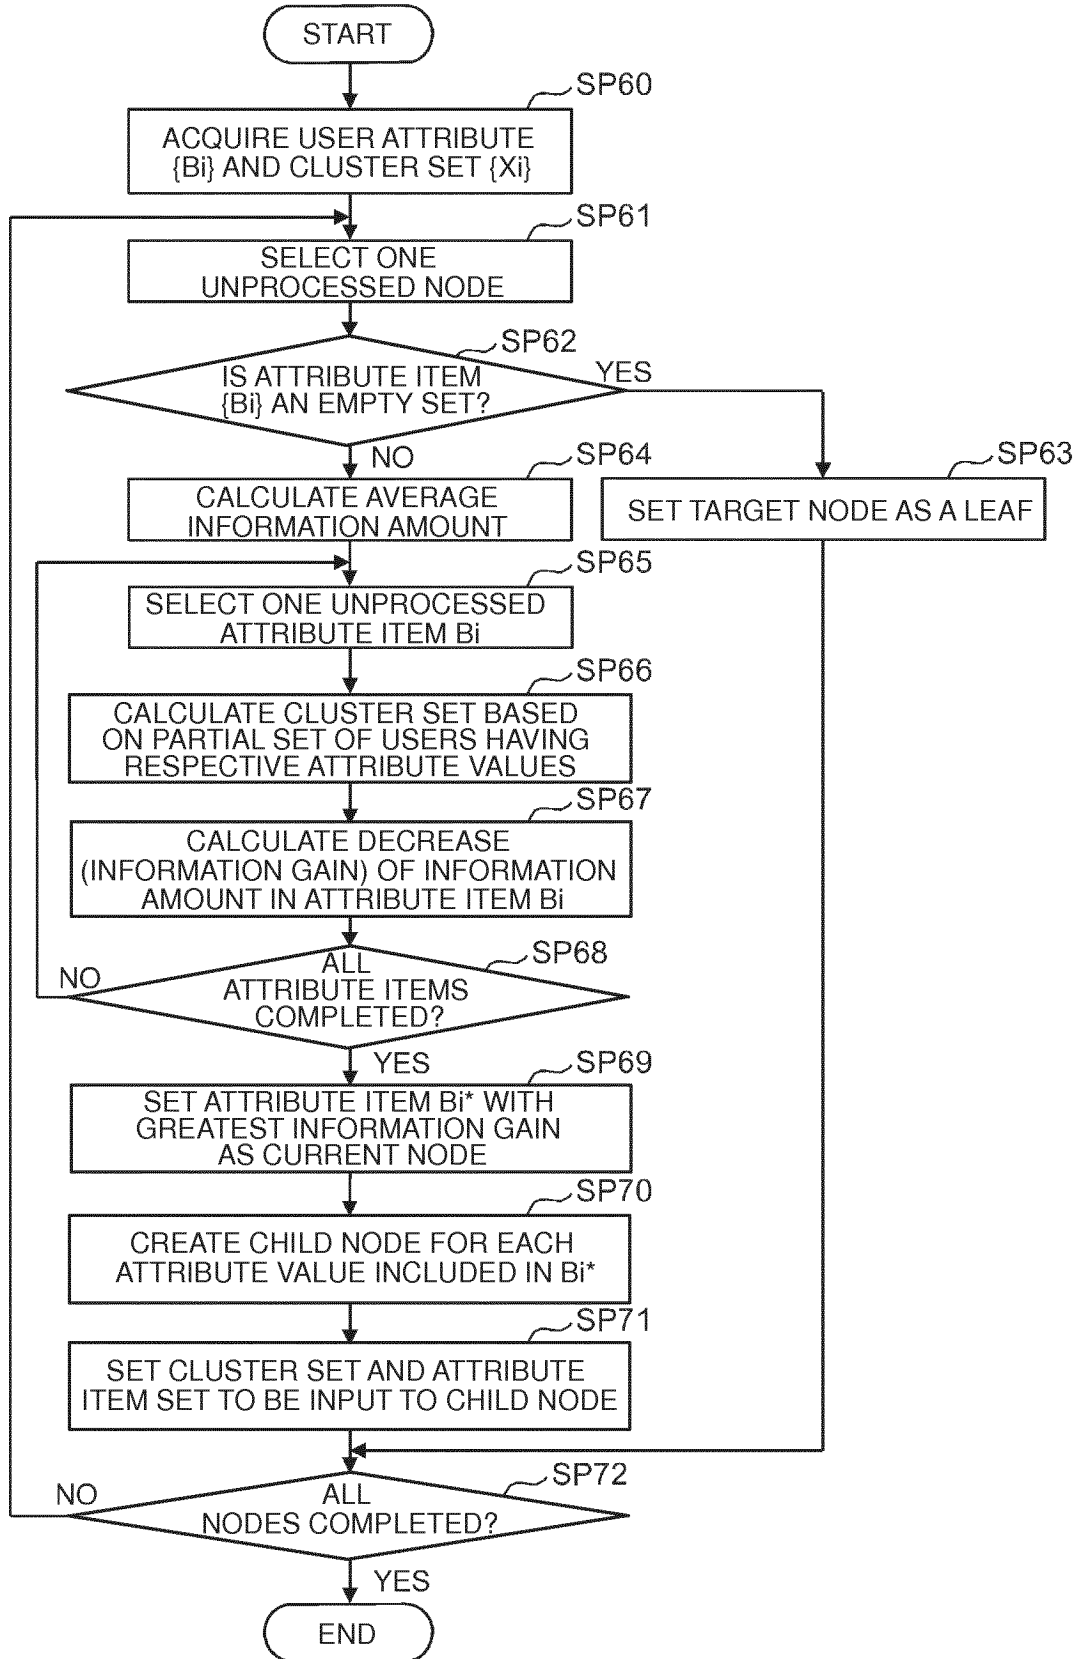 START
SP60
ACQUIRE USER ATTRIBUTE
{Bi} AND CLUSTER SET {Xi}
SP61
SELECT ONE
UNPROCESSED NODE
SP62
IS ATTRIBUTE ITEM
{Bi} AN EMPTY SET?
YES
NO
SP63
SET TARGET NODE AS A LEAF
SP64
CALCULATE AVERAGE
INFORMATION AMOUNT
SP65
SELECT ONE UNPROCESSED
ATTRIBUTE ITEM Bi
SP66
CALCULATE CLUSTER SET BASED
ON PARTIAL SET OF USERS HAVING
RESPECTIVE ATTRIBUTE VALUES
SP67
CALCULATE DECREASE
(INFORMATION GAIN) OF INFORMATION
AMOUNT IN ATTRIBUTE ITEM Bi
SP68
ALL
ATTRIBUTE ITEMS
COMPLETED?
NO
YES
SP69
SET ATTRIBUTE ITEM Bi* WITH
GREATEST INFORMATION GAIN
AS CURRENT NODE
SP70
CREATE CHILD NODE FOR EACH
ATTRIBUTE VALUE INCLUDED IN Bi*
SP71
SET CLUSTER SET AND ATTRIBUTE
ITEM SET TO BE INPUT TO CHILD NODE
SP72
ALL
NODES COMPLETED?
NO
YES
END